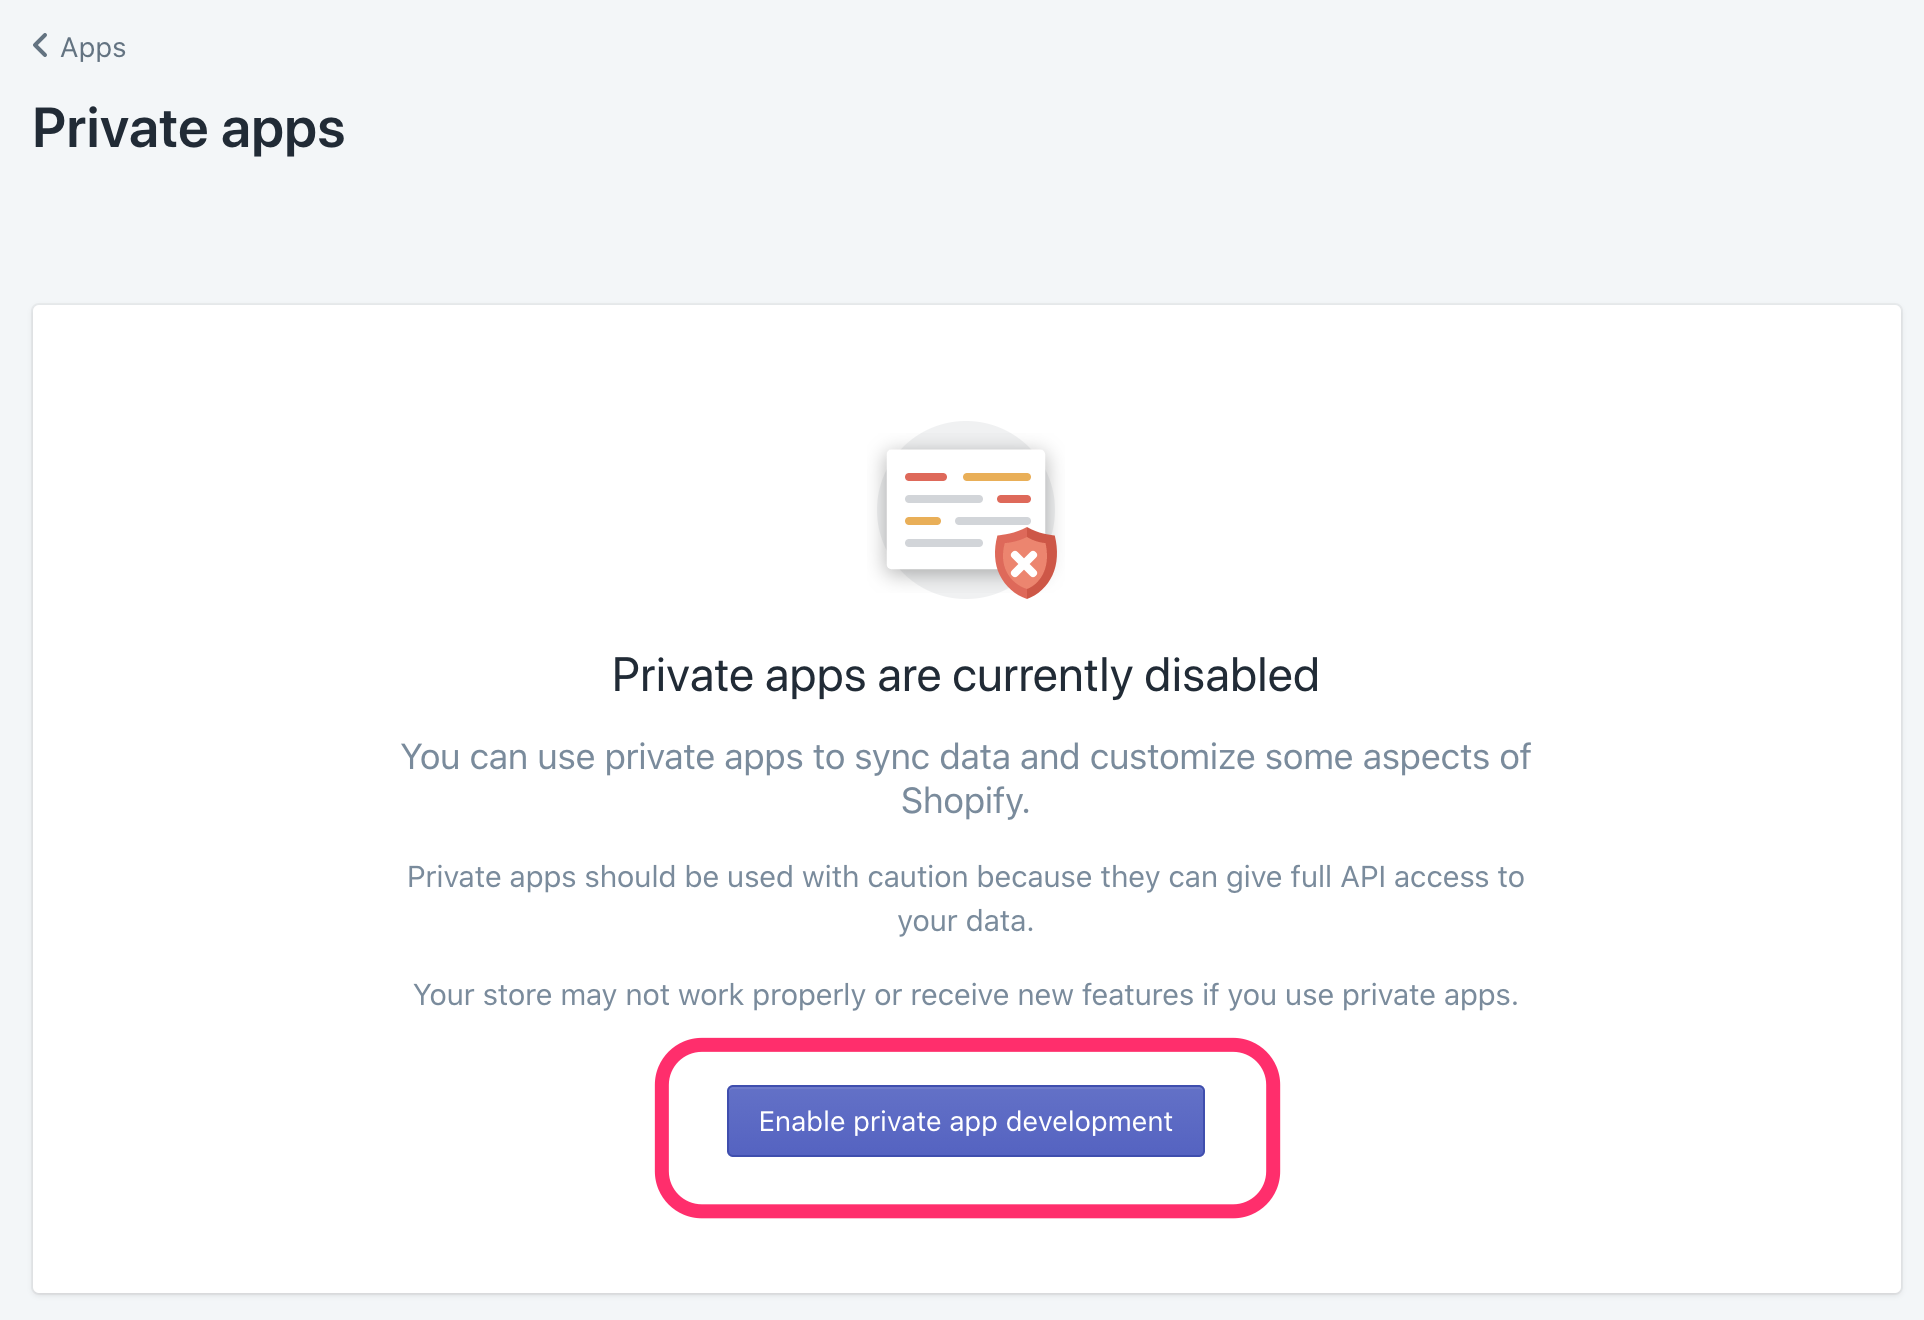 Apps
Private apps
Private apps are currently disabled
You can use private apps to sync data and customize some aspects of
Shopify.
Private apps should be used with caution because they can give full API access to
your data.
Your store may not work properly or receive new features if you use private apps.
Enable private app development